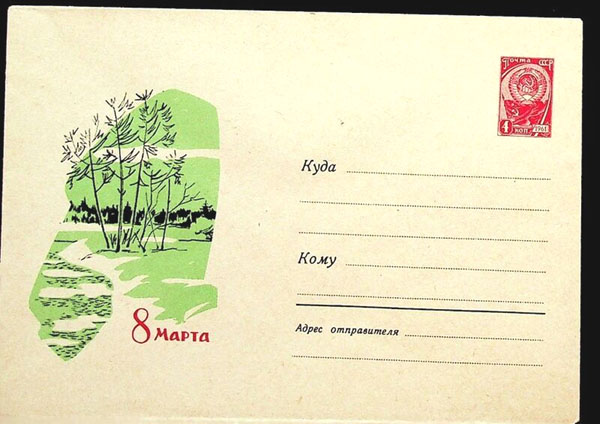 Почта СССР
4 коп. 1961
Куда
Кому
Адрес отправителя
8 Марта